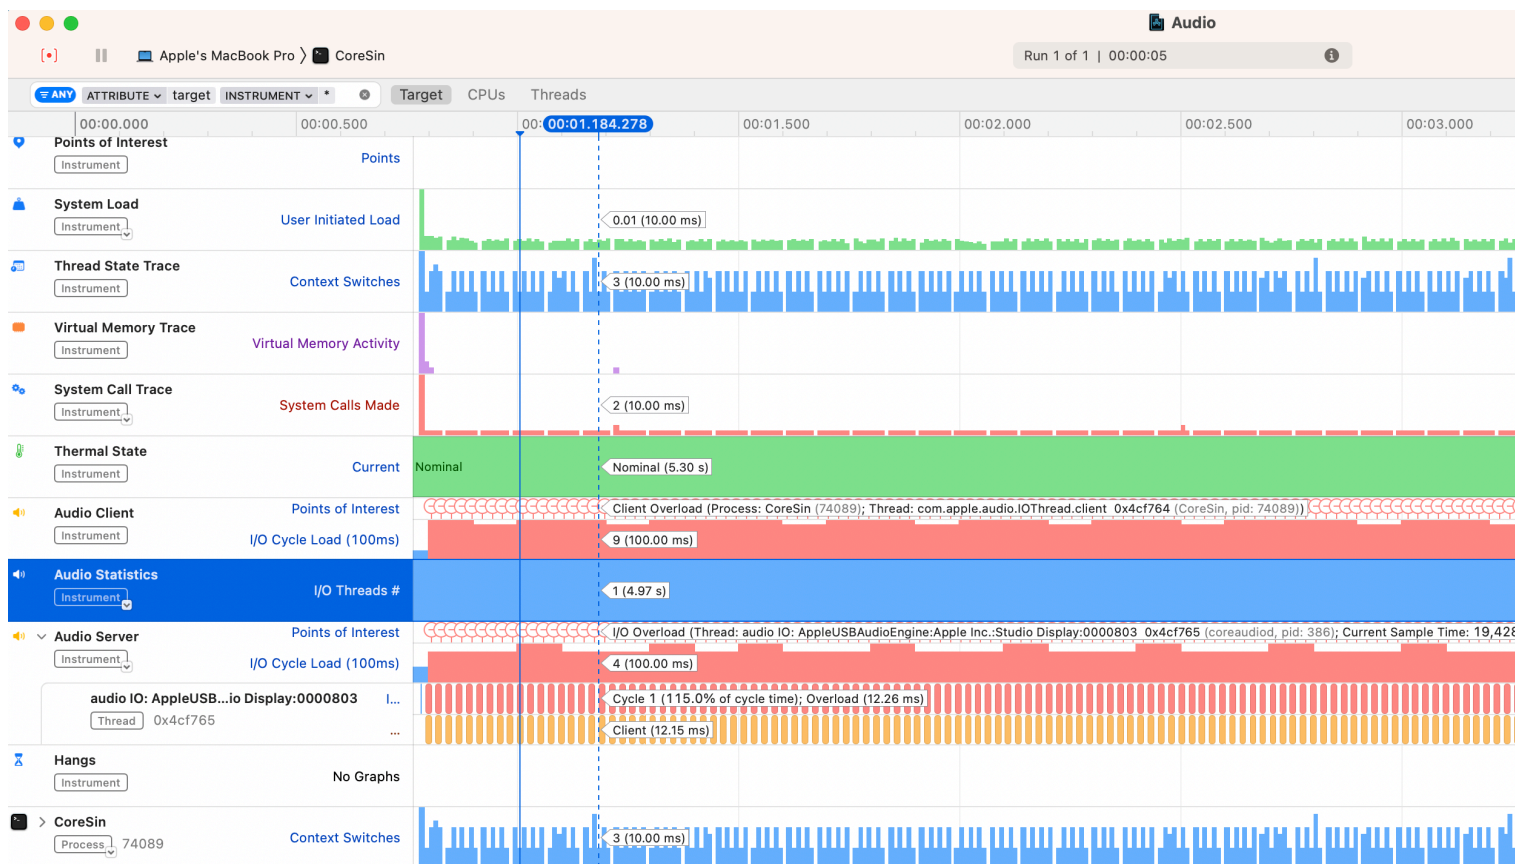 Audio
Apple's MacBook Pro 〉 CoreSin
Run 1 of 1 | 00:00:05
ANY ATTRIBUTE target INSTRUMENT * Target CPUs Threads
00:00.000 00:00.500 00: 00:01.184.278 00:01.500 00:02.000 00:02.500 00:03.000
Points of Interest
Instrument
Points
System Load
Instrument
User Initiated Load
0.01 (10.00 ms)
Thread State Trace
Instrument
Context Switches
3 (10.00 ms)
Virtual Memory Trace
Instrument
Virtual Memory Activity
System Call Trace
Instrument
System Calls Made
2 (10.00 ms)
Thermal State
Instrument
Current
Nominal
Nominal (5.30 s)
Audio Client
Instrument
Points of Interest
Client Overload (Process: CoreSin (74089); Thread: com.apple.audio.IOThread.client 0x4cf764 (CoreSin, pid: 74089))
I/O Cycle Load (100ms)
9 (100.00 ms)
Audio Statistics
Instrument
I/O Threads #
1 (4.97 s)
Audio Server
Instrument
Points of Interest
I/O Overload (Thread: audio IO: AppleUSBAudioEngine:Apple Inc.:Studio Display:0000803 0x4cf765 (coreaudiod, pid: 386); Current Sample Time: 19,428
I/O Cycle Load (100ms)
4 (100.00 ms)
audio IO: AppleUSB...io Display:0000803
Thread 0x4cf765
I...
Cycle 1 (115.0% of cycle time); Overload (12.26 ms)
...
Client (12.15 ms)
Hangs
Instrument
No Graphs
CoreSin
Process 74089
Context Switches
3 (10.00 ms)